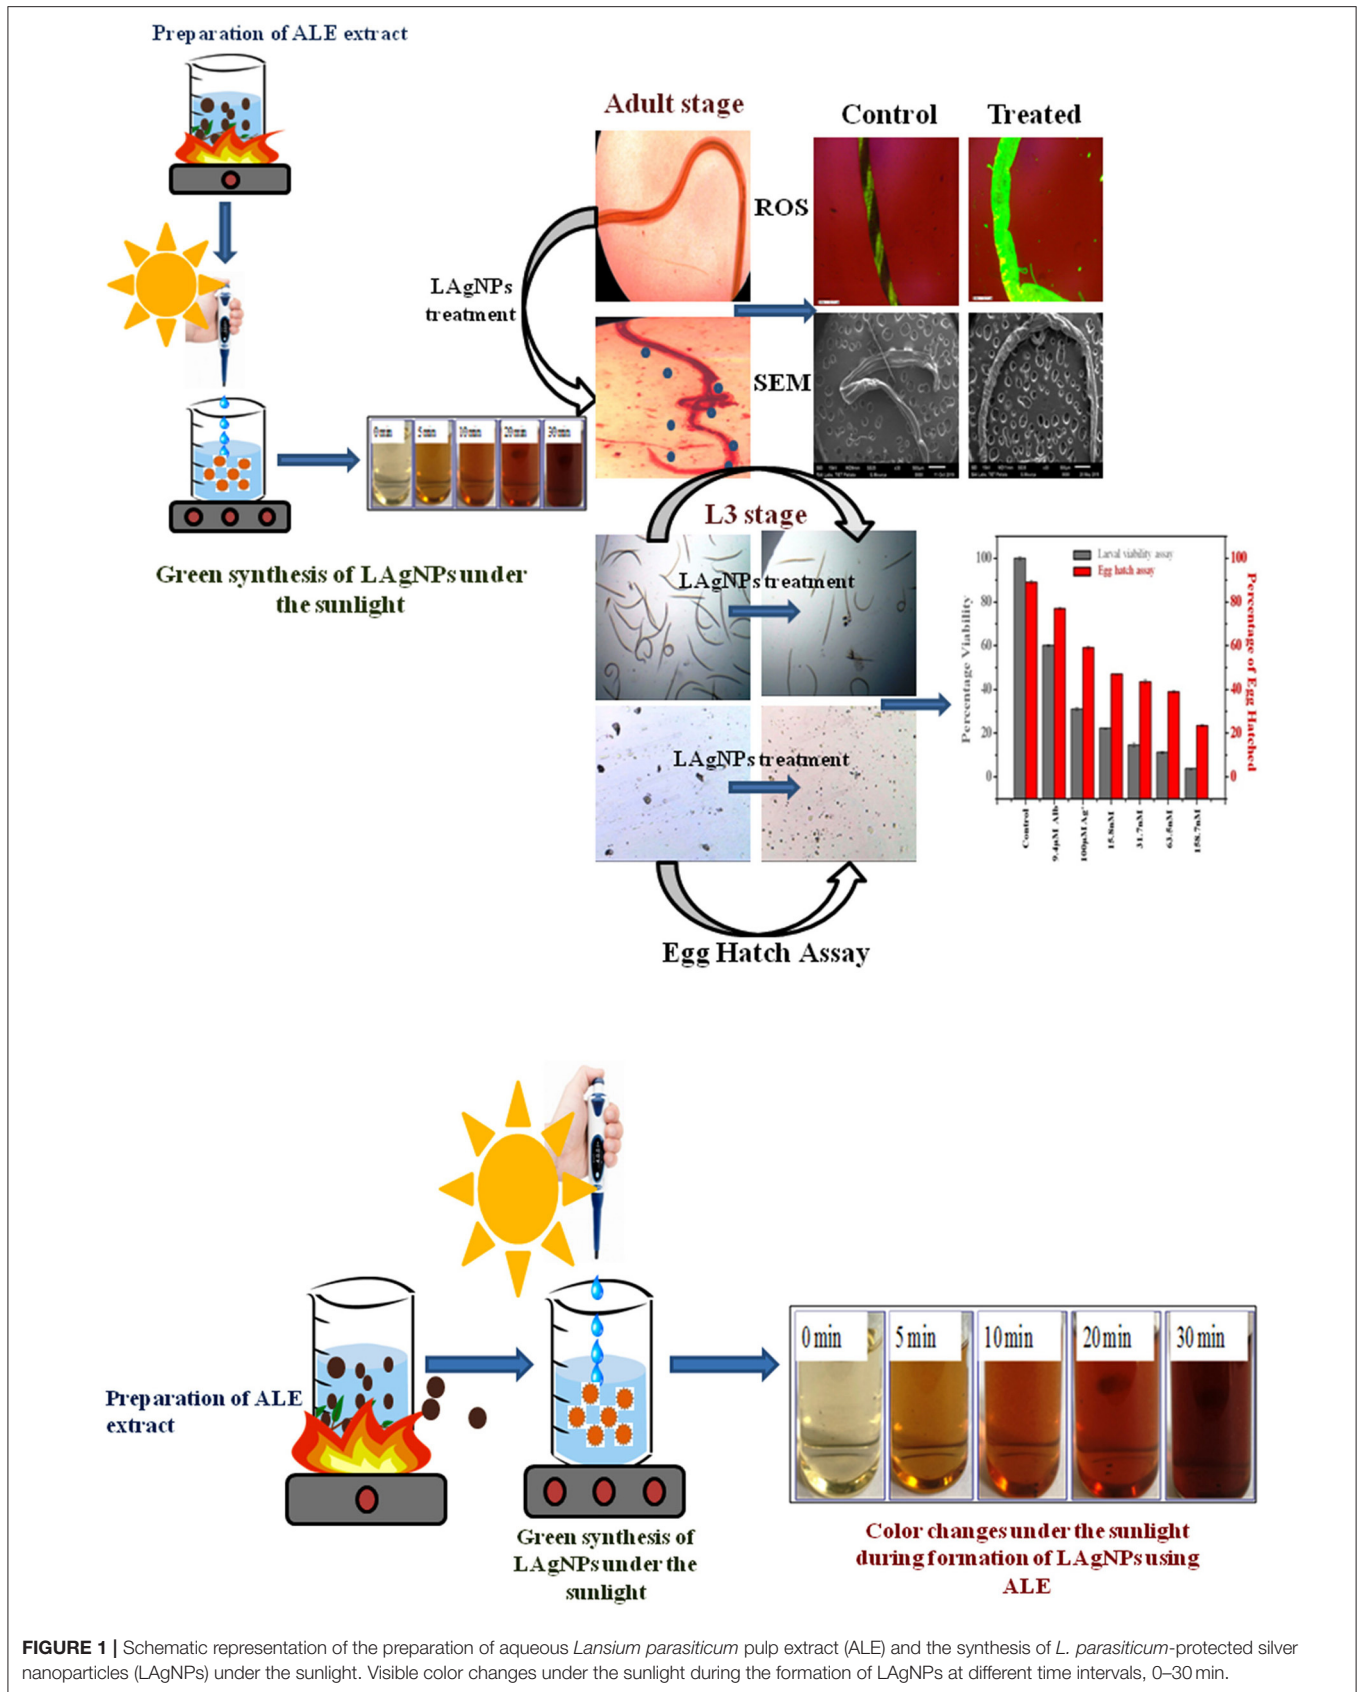 Preparation of ALE extract
Adult stage
Control
Treated
ROS
LAgNPs
treatment
SEM
0 min
5 min
10 min
20 min
30 min
Green synthesis of LAgNPs under
the sunlight
L3 stage
LAgNPs treatment
LAgNPs treatment
Egg Hatch Assay
Larval viability assay
Egg hatch assay
Percentage Viability
100
80
60
40
20
0
100
80
60
40
20
0
Percentage of Egg Hatched
Control
9.4µM Alb
100µM Ag⁺
15.8nM
31.7nM
63.5nM
158.7nM
Preparation of ALE
extract
Green synthesis of
LAgNPs under the
sunlight
0 min
5 min
10 min
20 min
30 min
Color changes under the sunlight
during formation of LAgNPs using
ALE
FIGURE 1 | Schematic representation of the preparation of aqueous Lansium parasiticum pulp extract (ALE) and the synthesis of L. parasiticum-protected silver
nanoparticles (LAgNPs) under the sunlight. Visible color changes under the sunlight during the formation of LAgNPs at different time intervals, 0–30 min.